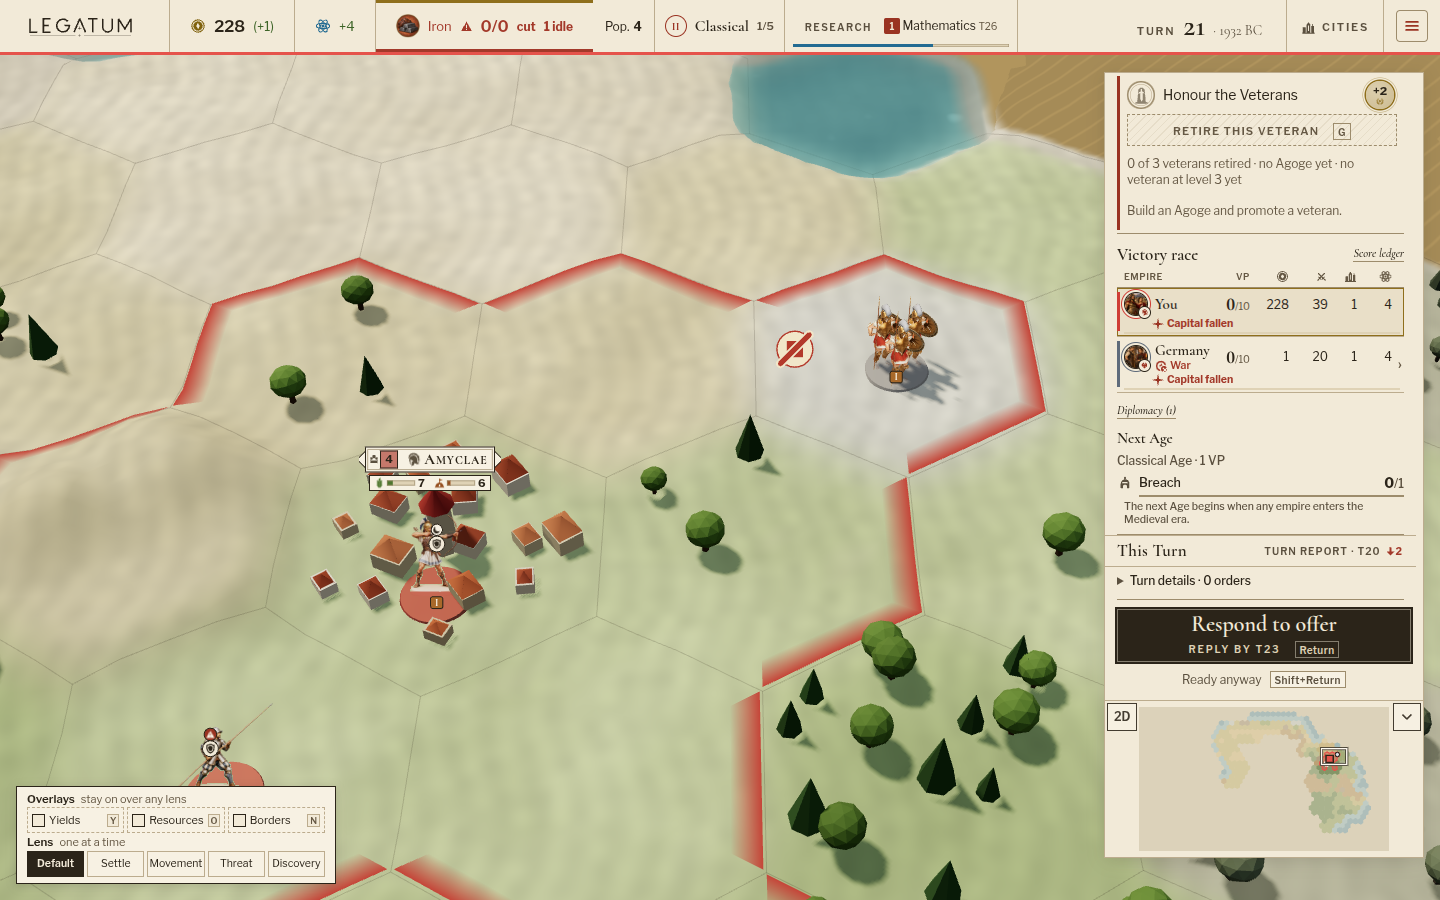 LEGATUM
228 (+1)
+4
Iron 0/0 cut 1 idle
Pop. 4
II Classical 1/5
RESEARCH 1 Mathematics T26
TURN 21 · 1932 BC
CITIES
Honour the Veterans +2
RETIRE THIS VETERAN G
0 of 3 veterans retired · no Agoge yet · no
veteran at level 3 yet
Build an Agoge and promote a veteran.
Victory race Score ledger
EMPIRE VP
You 0/10 228 39 1 4
Capital fallen
Germany 0/10 1 20 1 4 ›
War
Capital fallen
Diplomacy (1)
Next Age
Classical Age · 1 VP
Breach 0/1
The next Age begins when any empire enters the
Medieval era.
This Turn TURN REPORT · T20 2
Turn details · 0 orders
Respond to offer
REPLY BY T23 Return
Ready anyway Shift+Return
2D
4 AMYCLAE
7 6
I
I
Overlays stay on over any lens
Yields Y Resources O Borders N
Lens one at a time
Default Settle Movement Threat Discovery